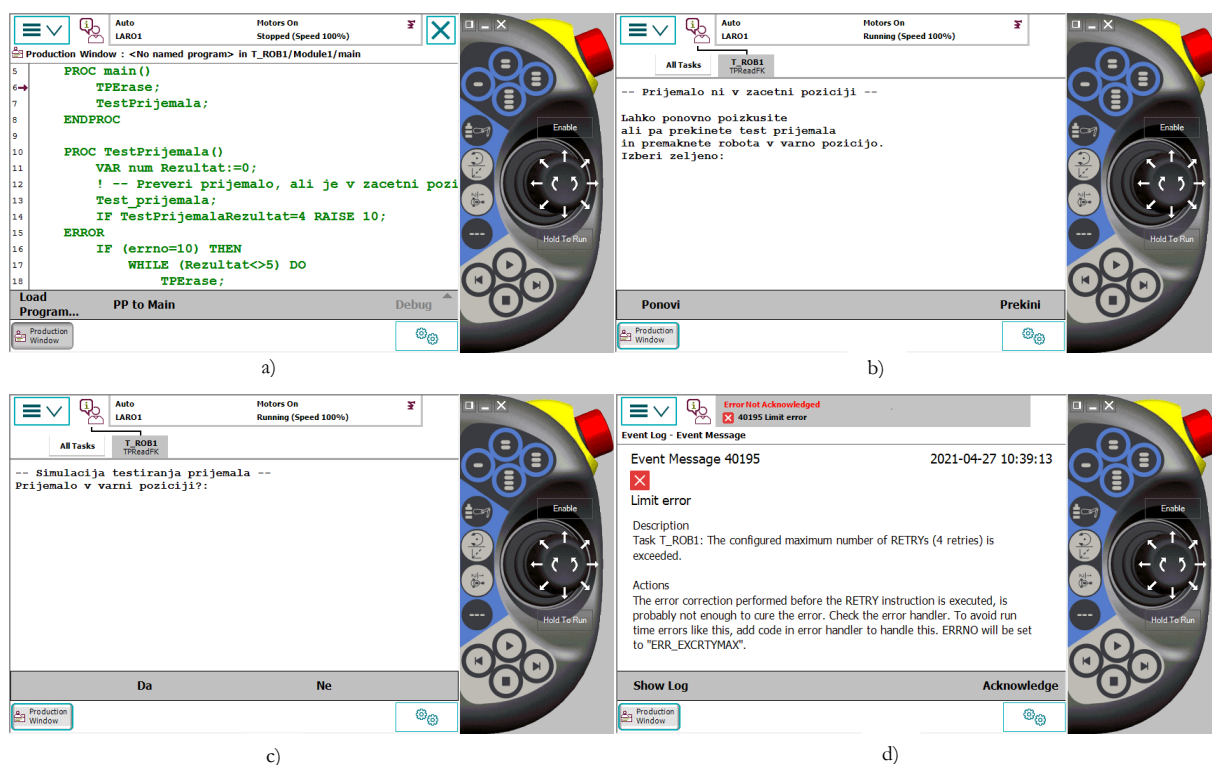 Auto
LARO1
Motors On
Stopped (Speed 100%)
Production Window : <No named program> in T_ROB1/Module1/main
5 PROC main()
6 TPErase;
7 TestPrijemala;
8 ENDPROC
9
10 PROC TestPrijemala()
11 VAR num Rezultat:=0;
12 ! -- Preveri prijemalo, ali je v zacetni pozi
13 Test_prijemala;
14 IF TestPrijemalaRezultat=4 RAISE 10;
15 ERROR
16 IF (errno=10) THEN
17 WHILE (Rezultat<>5) DO
18 TPErase;
Load Program...
PP to Main
Debug
Production Window
Enable
Hold To Run
a)
Auto
LARO1
Motors On
Running (Speed 100%)
All Tasks
T_ROB1
TPReadFK
-- Prijemalo ni v zacetni poziciji --
Lahko ponovno poizkusite
ali pa prekinete test prijemala
in premaknete robota v varno pozicijo.
Izberi zeljeno:
Ponovi
Prekini
Production Window
Enable
Hold To Run
b)
Auto
LARO1
Motors On
Running (Speed 100%)
All Tasks
T_ROB1
TPReadFK
-- Simulacija testiranja prijemala --
Prijemalo v varni poziciji?:
Da
Ne
Production Window
Enable
Hold To Run
c)
Error Not Acknowledged
40195 Limit error
Event Log - Event Message
Event Message 40195
2021-04-27 10:39:13
Limit error
Description
Task T_ROB1: The configured maximum number of RETRYs (4 retries) is
exceeded.
Actions
The error correction performed before the RETRY instruction is executed, is
probably not enough to cure the error. Check the error handler. To avoid run
time errors like this, add code in error handler to handle this. ERRNO will be set
to "ERR_EXCRTYMAX".
Show Log
Acknowledge
Production Window
Enable
Hold To Run
d)